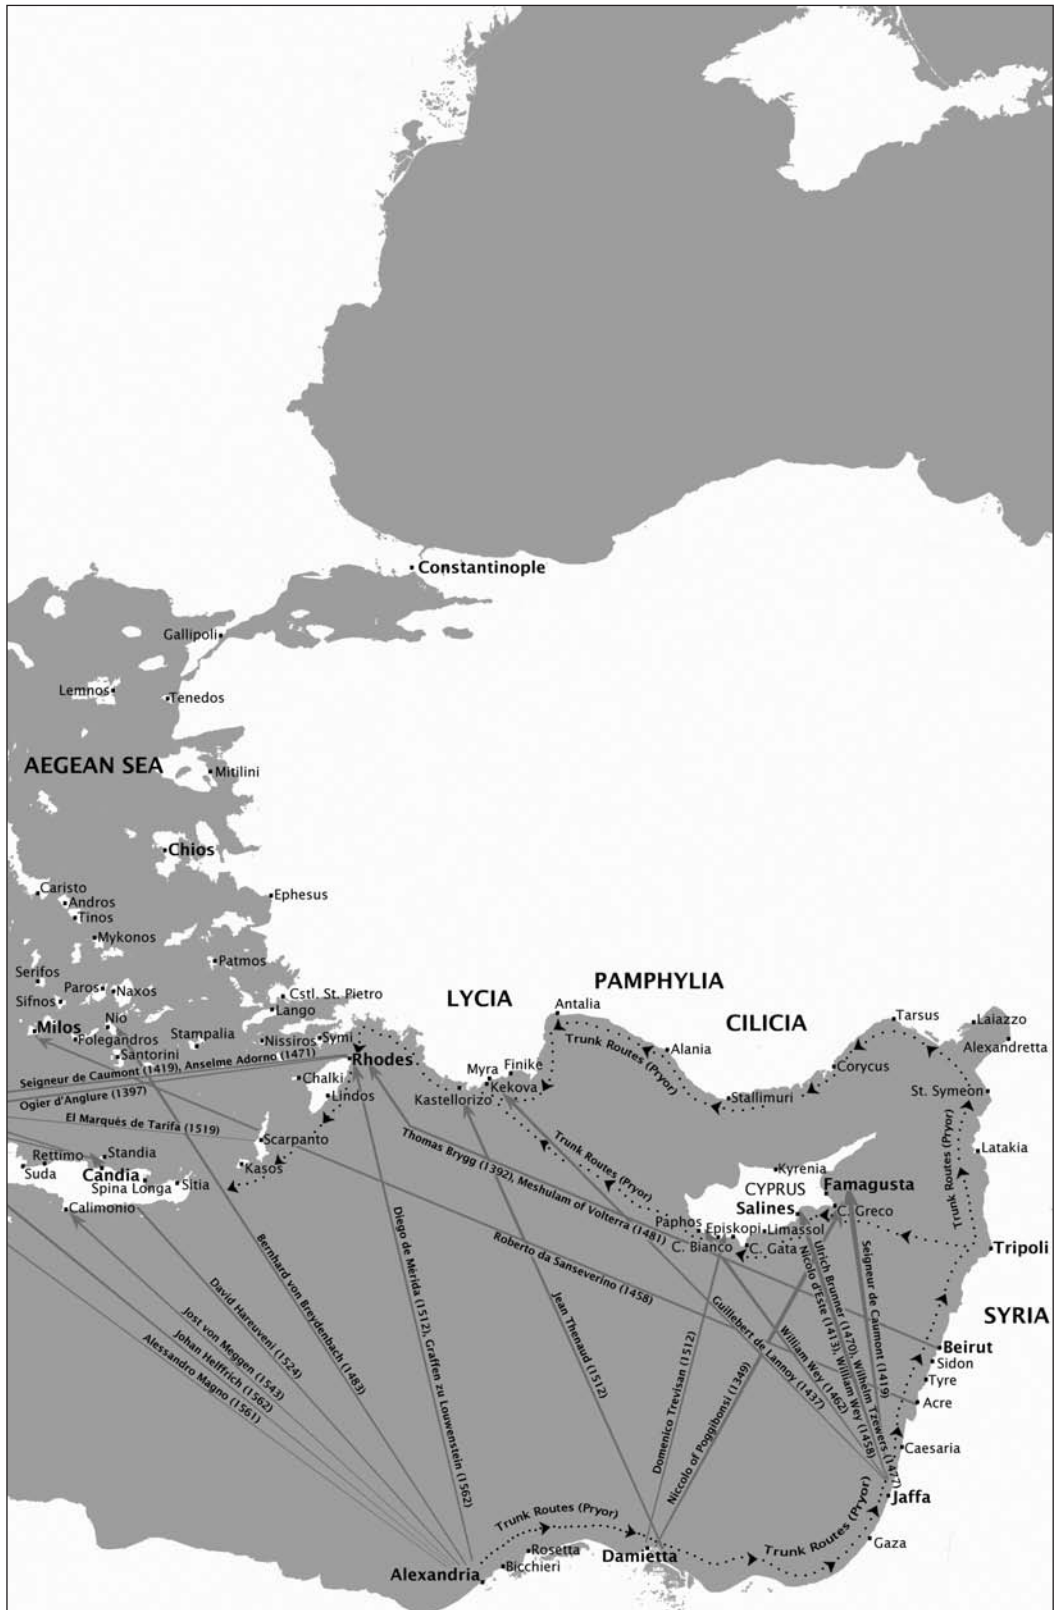 Constantinople
Gallipoli
Lemnos
Tenedos
AEGEAN SEA
Mitilini
Chios
Caristo
Andros
Tinos
Ephesus
Mykonos
Serifos
Patmos
Sifnos
Paros
Naxos
Cstl. St. Pietro
Lango
LYCIA
PAMPHYLIA
CILICIA
Antalia
Tarsus
Laiazzo
Alexandretta
Milos
Nio
Folegandros
Stampalia
Nissiros
Symi
Santorini
Rhodes
Trunk Routes (Pryor)
Alania
Corycus
Seigneur de Caumont (1419), Anselme Adorno (1471)
Chalki
Myra
Finike
Kekova
Kastellorizo
Stallimuri
St. Symeon
Ogier d'Anglure (1397)
Lindos
El Marqués de Tarifa (1519)
Scarpanto
Rettimo
Standia
Suda
Candia
Kasos
Spina Longa
Sitia
Calimonio
Thomas Brygg (1392), Meshulam of Volterra (1481)
Trunk Routes (Pryor)
Kyrenia
CYPRUS
Famagusta
Salines
C. Greco
Latakia
Trunk Routes (Pryor)
Paphos
Episkopi
Limassol
C. Bianco
C. Gata
Tripoli
Roberto da Sanseverino (1458)
Bernhard von Breydenbach (1483)
David Hareuveni (1524)
Jost von Meggen (1543)
Johan Helffrich (1562)
Alessandro Magno (1561)
Diego de Mérida (1512), Graffen zu Louwenstein (1562)
Jean Thenaud (1512)
Domenico Trevisan (1512)
Niccolo of Poggibonsi (1349)
Guillebert de Lannoy (1437)
William Wey (1462)
Nicolo d'Este (1413), William Wey (1458)
Ulrich Brunner (1470), Wilhelm Tzewers (1477)
Seigneur de Caumont (1419)
SYRIA
Beirut
Sidon
Tyre
Acre
Caesaria
Jaffa
Gaza
Trunk Routes (Pryor)
Trunk Routes (Pryor)
Damietta
Rosetta
Bicchieri
Alexandria